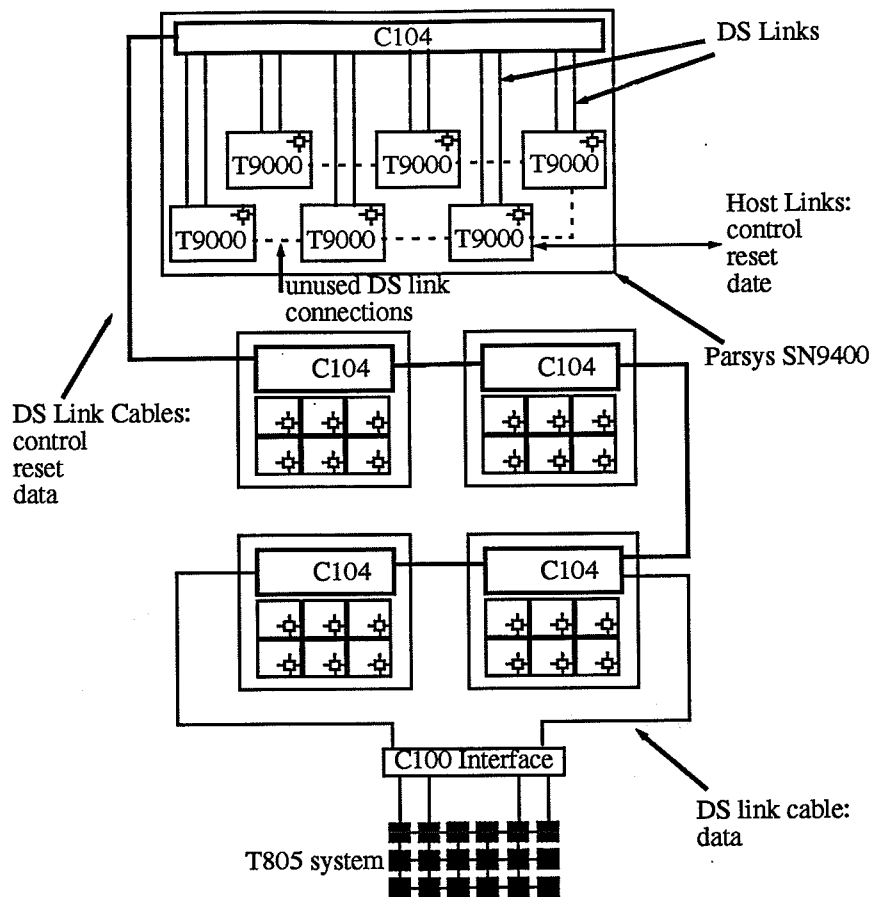 C104
DS Links
T9000
T9000
T9000
T9000
T9000
T9000
Host Links:
control
reset
date
unused DS link
connections
Parsys SN9400
C104
C104
DS Link Cables:
control
reset
data
C104
C104
C100 Interface
DS link cable:
data
T805 system